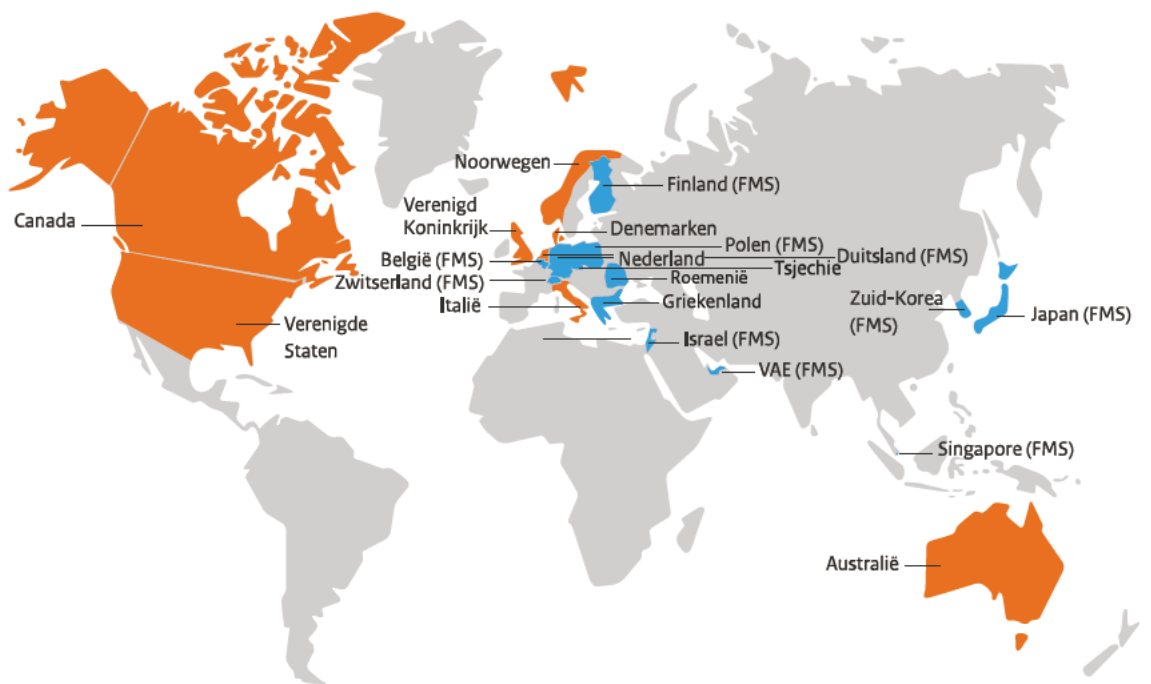 Noorwegen
Finland (FMS)
Verenigd
Koninkrijk
Canada
Denemarken
Polen (FMS)
België (FMS)
Nederland
Duitsland (FMS)
Tsjechie
Zwitserland (FMS)
Roemenië
Italië
Griekenland
Zuid-Korea
(FMS)
Japan (FMS)
Verenigde
Staten
Israel (FMS)
VAE (FMS)
Singapore (FMS)
Australië